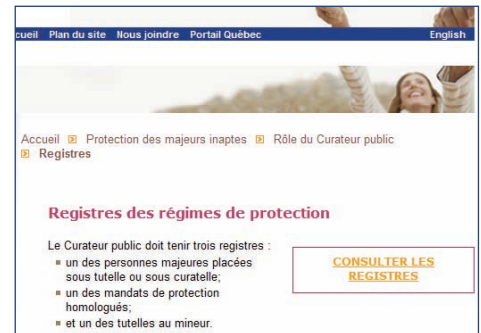 cueil Plan du site Nous joindre Portail Québec English
Accueil Protection des majeurs inaptes Rôle du Curateur public
Registres
Registres des régimes de protection
Le Curateur public doit tenir trois registres :
un des personnes majeures placées
sous tutelle ou sous curatelle;
un des mandats de protection
homologués;
et un des tutelles au mineur.
CONSULTER LES
REGISTRES